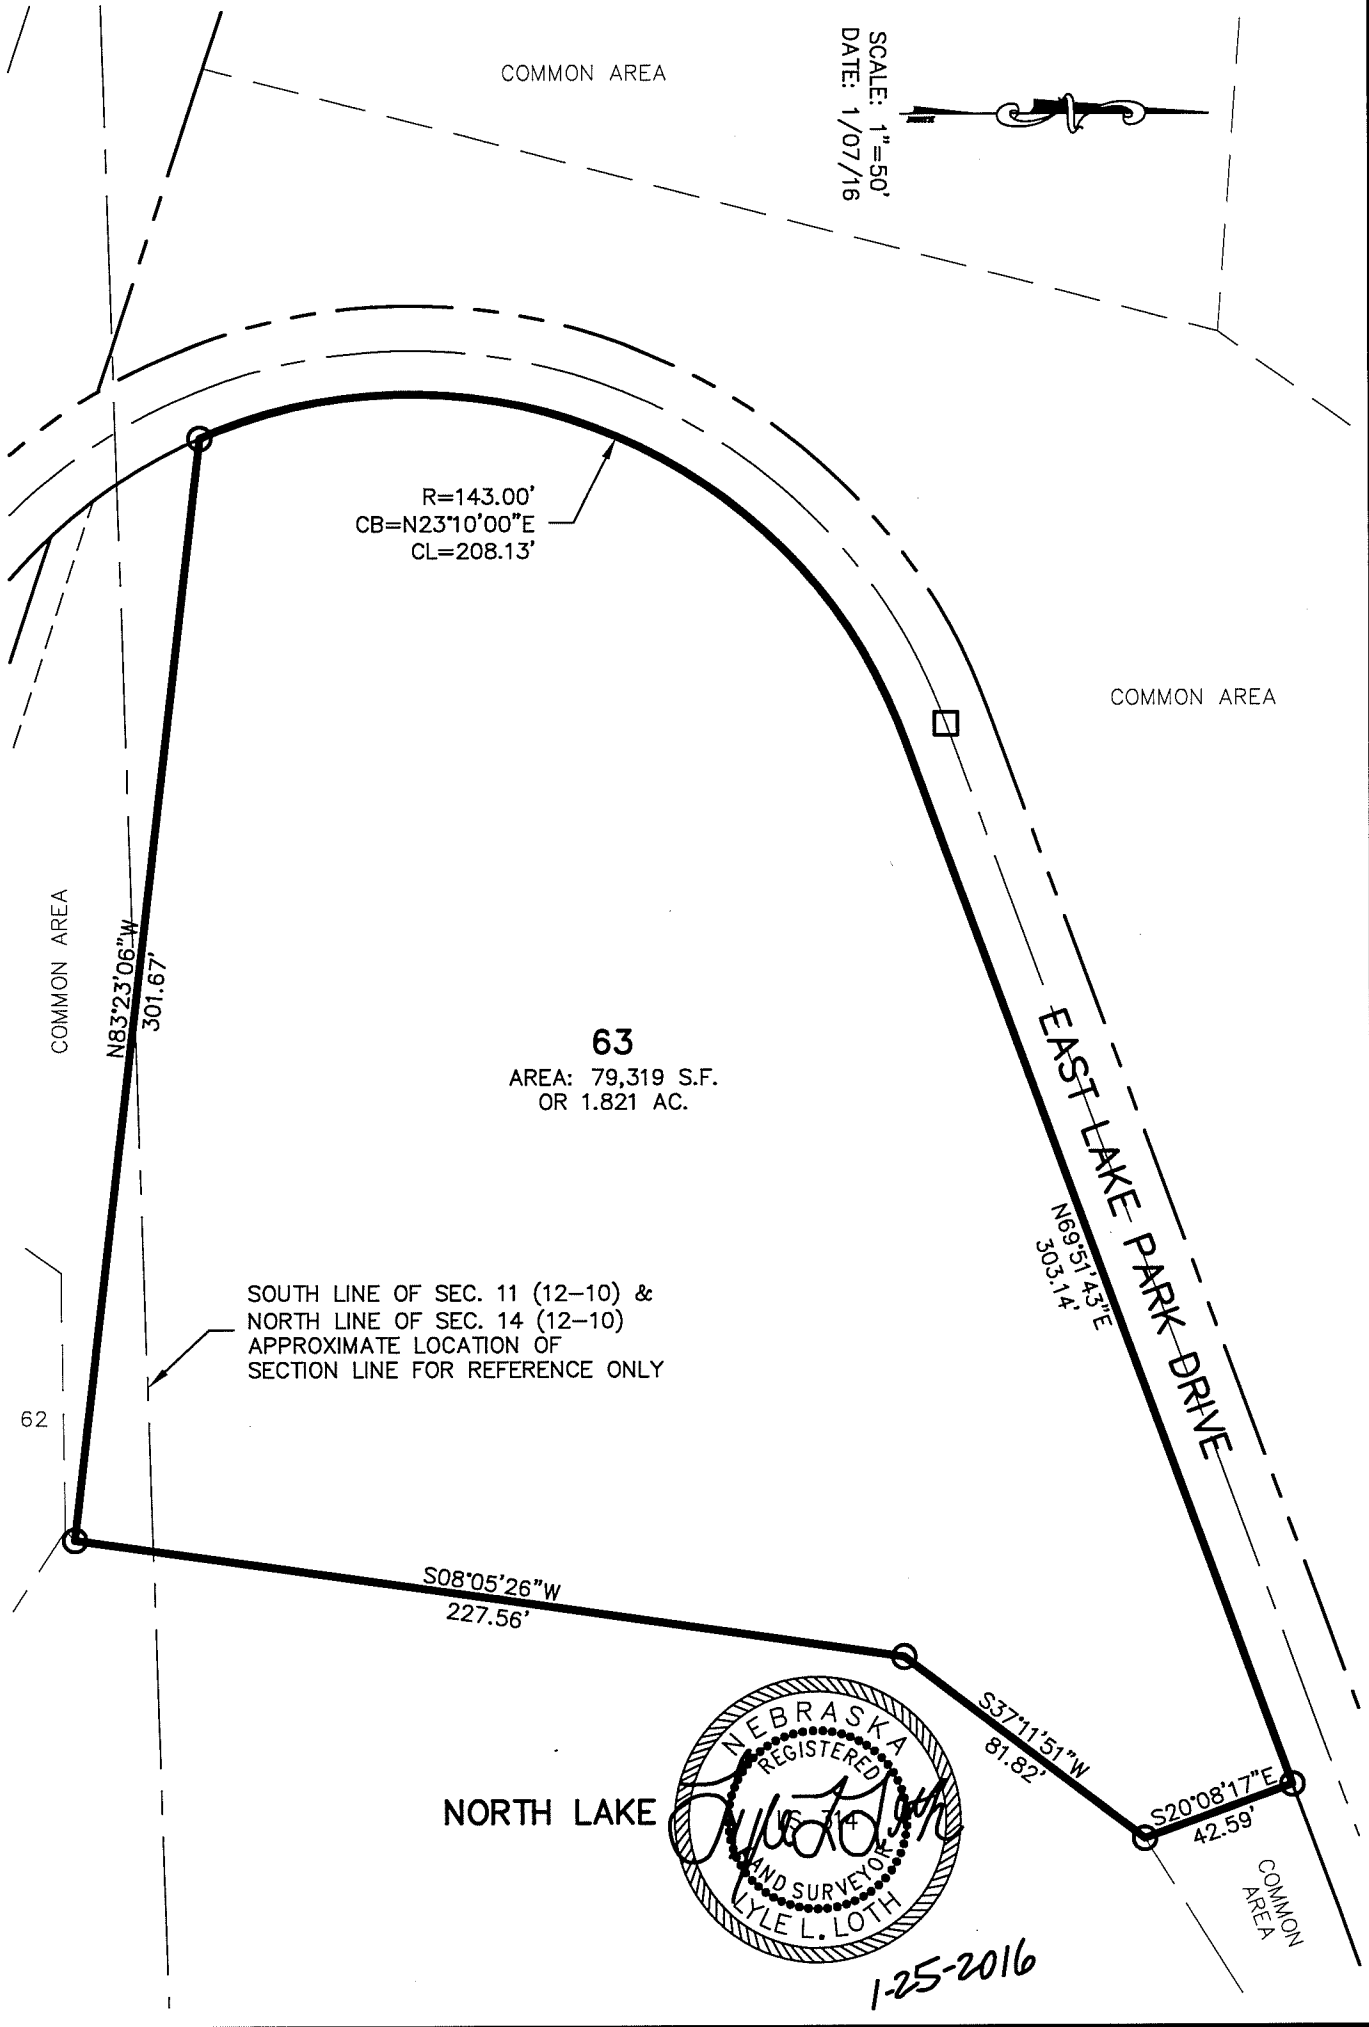 COMMON AREA
SCALE: 1"=50'
DATE: 1/07/16
R=143.00'
CB=N23°10'00"E
CL=208.13'
COMMON AREA
COMMON AREA
N83°23'06"W
301.67'
63
AREA: 79,319 S.F.
OR 1.821 AC.
EAST LAKE PARK DRIVE
N69°51'43"E
303.14'
SOUTH LINE OF SEC. 11 (12-10) &
NORTH LINE OF SEC. 14 (12-10)
APPROXIMATE LOCATION OF
SECTION LINE FOR REFERENCE ONLY
62
S08°05'26"W
227.56'
S37°11'51"W
81.82'
S20°08'17"E
42.59'
NORTH LAKE
NEBRASKA
REGISTERED
LS-314
LAND SURVEYOR
LYLE L. LOTH
Lyle L. Loth
COMMON
AREA
1-25-2016